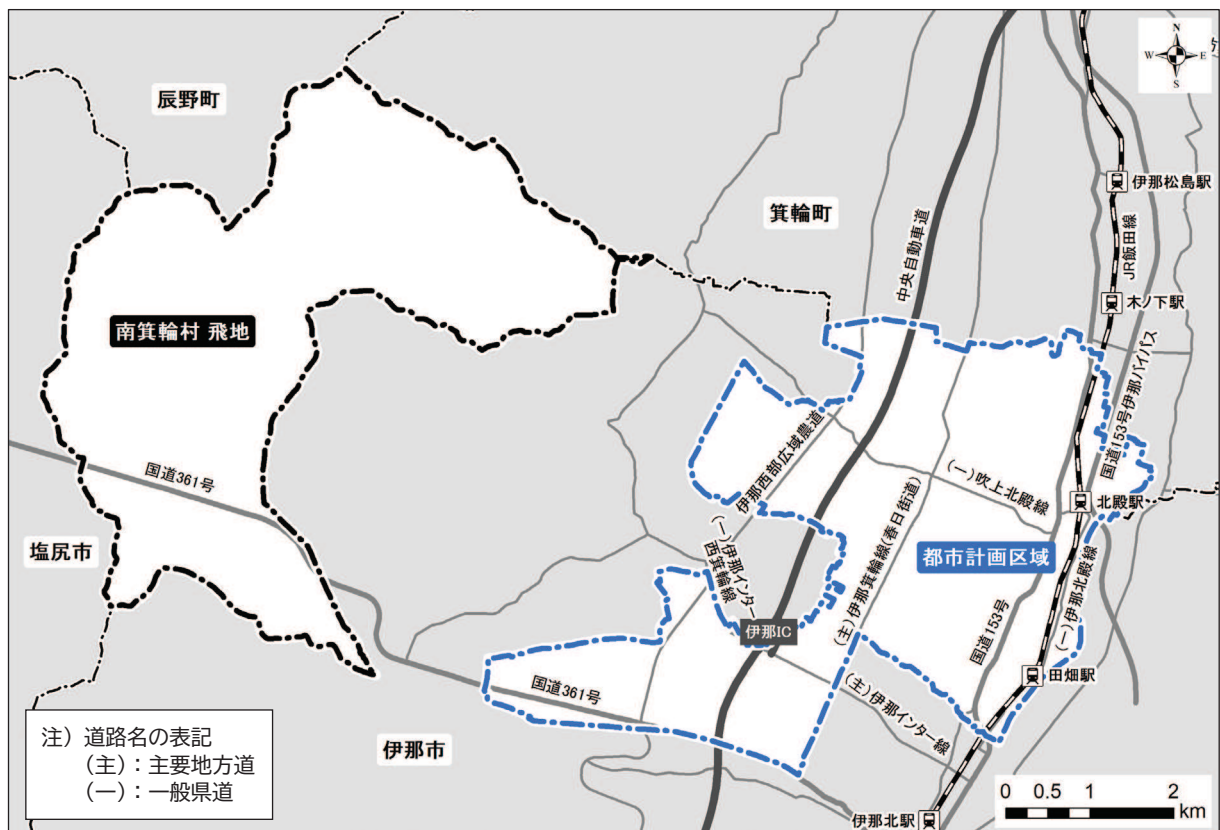 N
W
E
S
辰野町
箕輪町
伊那松島駅
JR飯田線
中央自動車道
木ノ下駅
南箕輪村 飛地
国道153号伊那バイパス
伊那西部広域農道
国道361号
(一)吹上北殿線
北殿駅
塩尻市
(一)伊那インター
西箕輪線
(主)伊那箕輪線(春日街道)
都市計画区域
(一)伊那北殿線
国道153号
伊那IC
田畑駅
国道361号
(主)伊那インター線
伊那市
注）道路名の表記
(主)：主要地方道
(一)：一般県道
0 0.5 1 2
km
伊那北駅